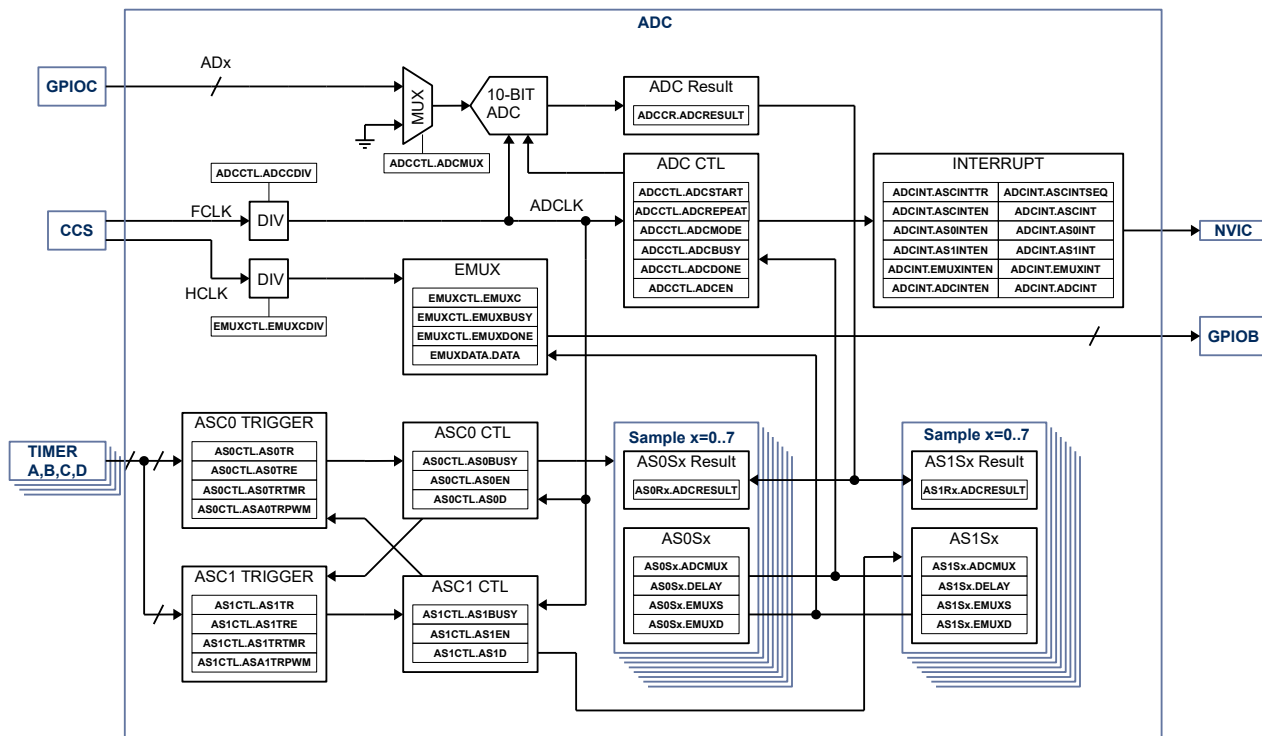 ADC
GPIOC
ADx
MUX
10-BIT
ADC
ADC Result
ADCCR.ADCRESULT
ADCCTL.ADCMUX
ADCCTL.ADCCDIV
CCS
FCLK
DIV
ADCLK
HCLK
DIV
EMUXCTL.EMUXCDIV
ADC CTL
ADCCTL.ADCSTART
ADCCTL.ADCREPEAT
ADCCTL.ADCMODE
ADCCTL.ADCBUSY
ADCCTL.ADCDONE
ADCCTL.ADCEN
INTERRUPT
ADCINT.ASCINTTR ADCINT.ASCINTSEQ
ADCINT.ASCINTEN ADCINT.ASCINT
ADCINT.AS0INTEN ADCINT.AS0INT
ADCINT.AS1INTEN ADCINT.AS1INT
ADCINT.EMUXINTEN ADCINT.EMUXINT
ADCINT.ADCINTEN ADCINT.ADCINT
NVIC
EMUX
EMUXCTL.EMUXC
EMUXCTL.EMUXBUSY
EMUXCTL.EMUXDONE
EMUXDATA.DATA
GPIOB
TIMER
A,B,C,D
ASC0 TRIGGER
AS0CTL.AS0TR
AS0CTL.AS0TRE
AS0CTL.AS0TRTMR
AS0CTL.ASA0TRPWM
ASC0 CTL
AS0CTL.AS0BUSY
AS0CTL.AS0EN
AS0CTL.AS0D
ASC1 TRIGGER
AS1CTL.AS1TR
AS1CTL.AS1TRE
AS1CTL.AS1TRTMR
AS1CTL.ASA1TRPWM
ASC1 CTL
AS1CTL.AS1BUSY
AS1CTL.AS1EN
AS1CTL.AS1D
Sample x=0..7
AS0Sx Result
AS0Rx.ADCRESULT
AS0Sx
AS0Sx.ADCMUX
AS0Sx.DELAY
AS0Sx.EMUXS
AS0Sx.EMUXD
Sample x=0..7
AS1Sx Result
AS1Rx.ADCRESULT
AS1Sx
AS1Sx.ADCMUX
AS1Sx.DELAY
AS1Sx.EMUXS
AS1Sx.EMUXD